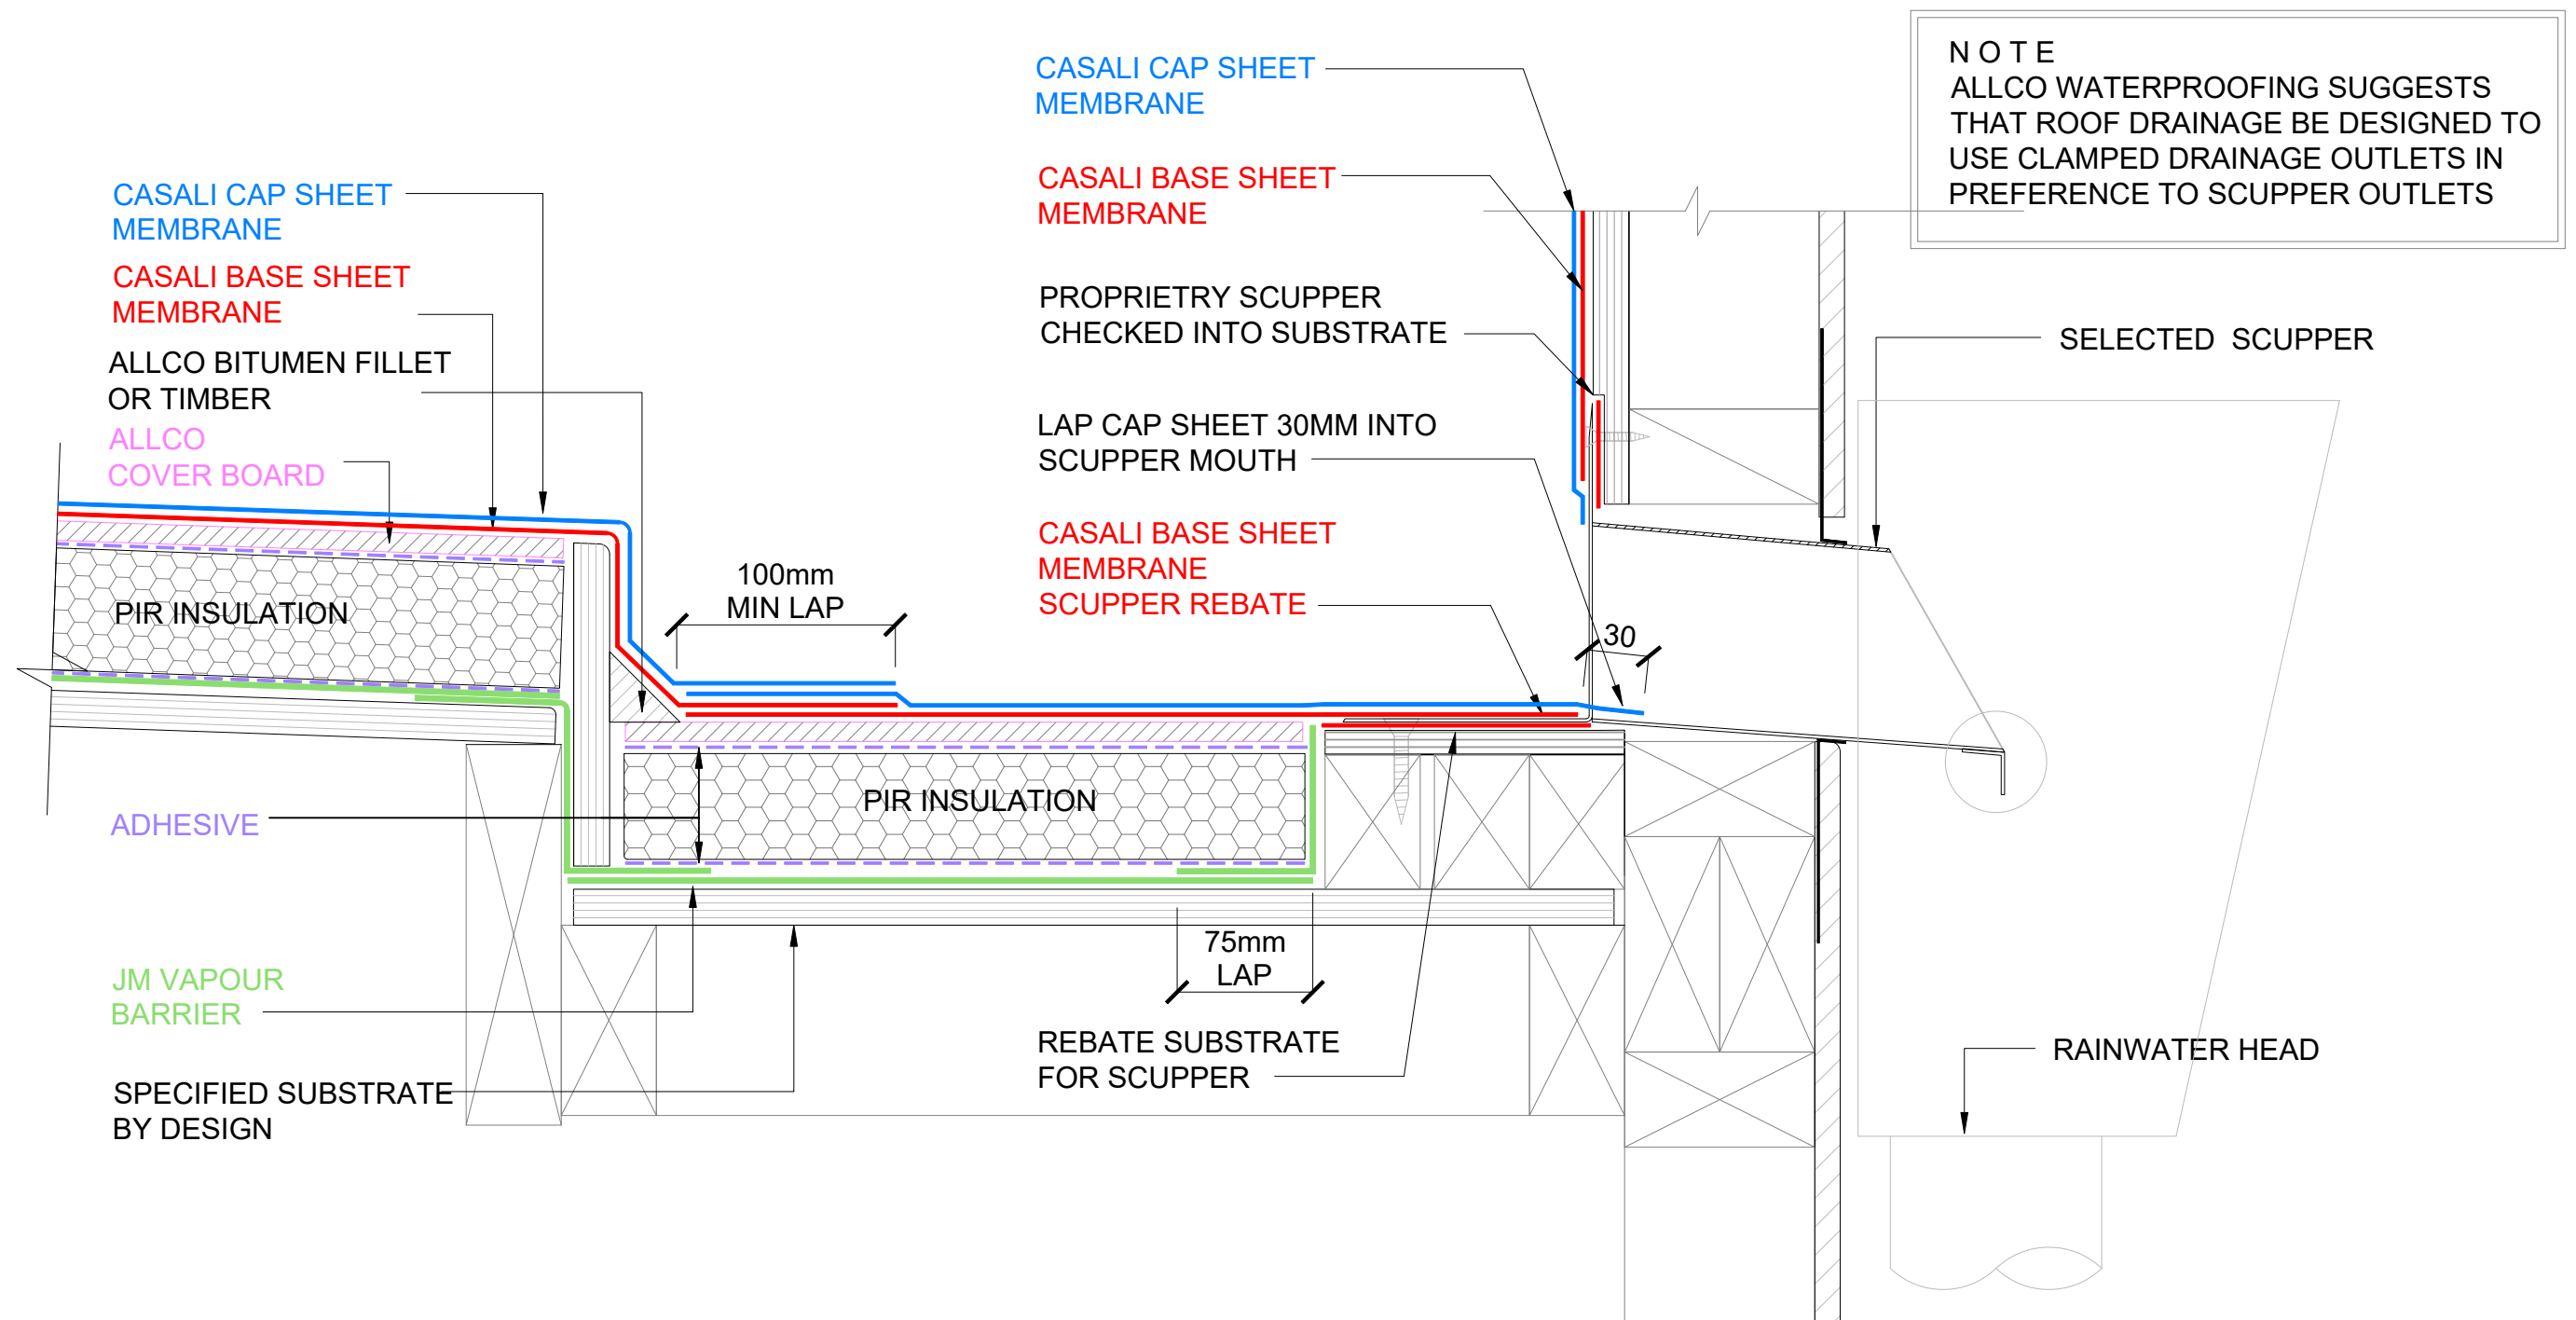 CASALI CAP SHEET
MEMBRANE
CASALI BASE SHEET
MEMBRANE
ALLCO BITUMEN FILLET
OR TIMBER
ALLCO
COVER BOARD
PIR INSULATION
ADHESIVE
JM VAPOUR
BARRIER
SPECIFIED SUBSTRATE
BY DESIGN
100mm
MIN LAP
PIR INSULATION
75mm
LAP
CASALI CAP SHEET
MEMBRANE
CASALI BASE SHEET
MEMBRANE
PROPRIETRY SCUPPER
CHECKED INTO SUBSTRATE
LAP CAP SHEET 30MM INTO
SCUPPER MOUTH
CASALI BASE SHEET
MEMBRANE
SCUPPER REBATE
30
REBATE SUBSTRATE
FOR SCUPPER
N O T E
ALLCO WATERPROOFING SUGGESTS
THAT ROOF DRAINAGE BE DESIGNED TO
USE CLAMPED DRAINAGE OUTLETS IN
PREFERENCE TO SCUPPER OUTLETS
SELECTED SCUPPER
RAINWATER HEAD